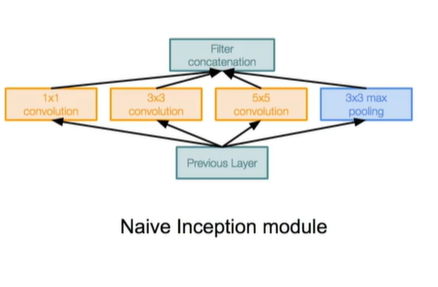 Filter
concatenation
1x1
convolution
3x3
convolution
5x5
convolution
3x3 max
pooling
Previous Layer
Naive Inception module